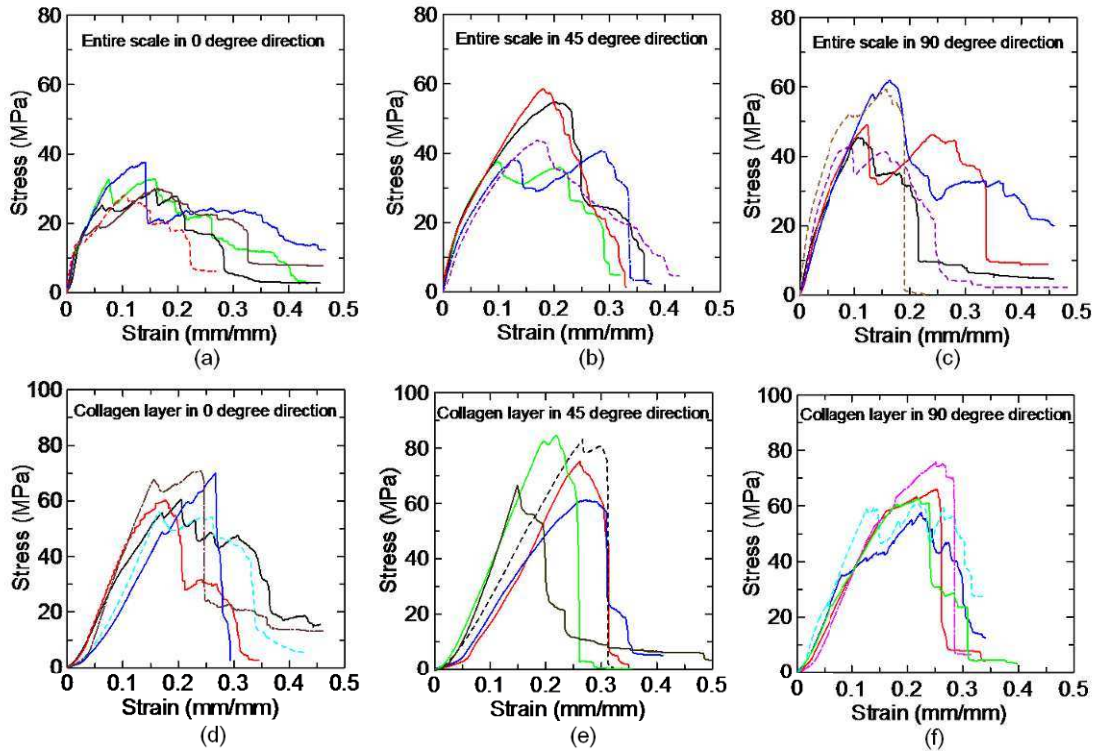 80
60
40
20
0
Stress (MPa)
Entire scale in 0 degree direction
0 0.1 0.2 0.3 0.4 0.5
Strain (mm/mm)
(a)
80
60
40
20
0
Stress (MPa)
Entire scale in 45 degree direction
0 0.1 0.2 0.3 0.4 0.5
Strain (mm/mm)
(b)
80
60
40
20
0
Stress (MPa)
Entire scale in 90 degree direction
0 0.1 0.2 0.3 0.4 0.5
Strain (mm/mm)
(c)
100
80
60
40
20
0
Stress (MPa)
Collagen layer in 0 degree direction
0 0.1 0.2 0.3 0.4 0.5
Strain (mm/mm)
(d)
100
80
60
40
20
0
Stress (MPa)
Collagen layer in 45 degree direction
0 0.1 0.2 0.3 0.4 0.5
Strain (mm/mm)
(e)
100
80
60
40
20
0
Stress (MPa)
Collagen layer in 90 degree direction
0 0.1 0.2 0.3 0.4 0.5
Strain (mm/mm)
(f)